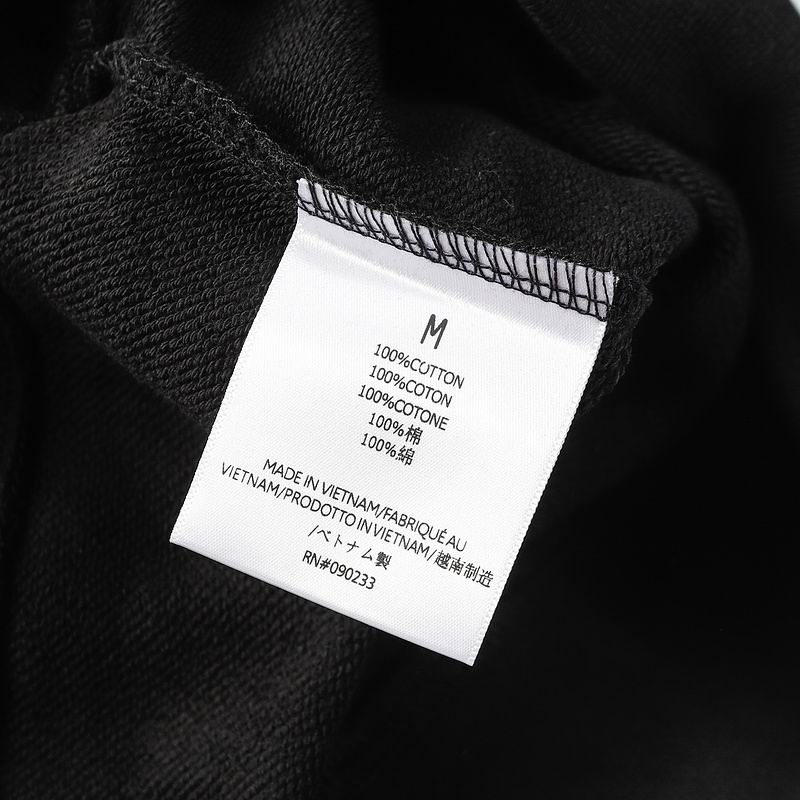 M
100%COTTON
100%COTON
100%COTONE
100%棉
100%綿
MADE IN VIETNAM/FABRIQUÉ AU
VIETNAM/PRODOTTO IN VIETNAM/越南制造
/ベトナム製
RN#090233